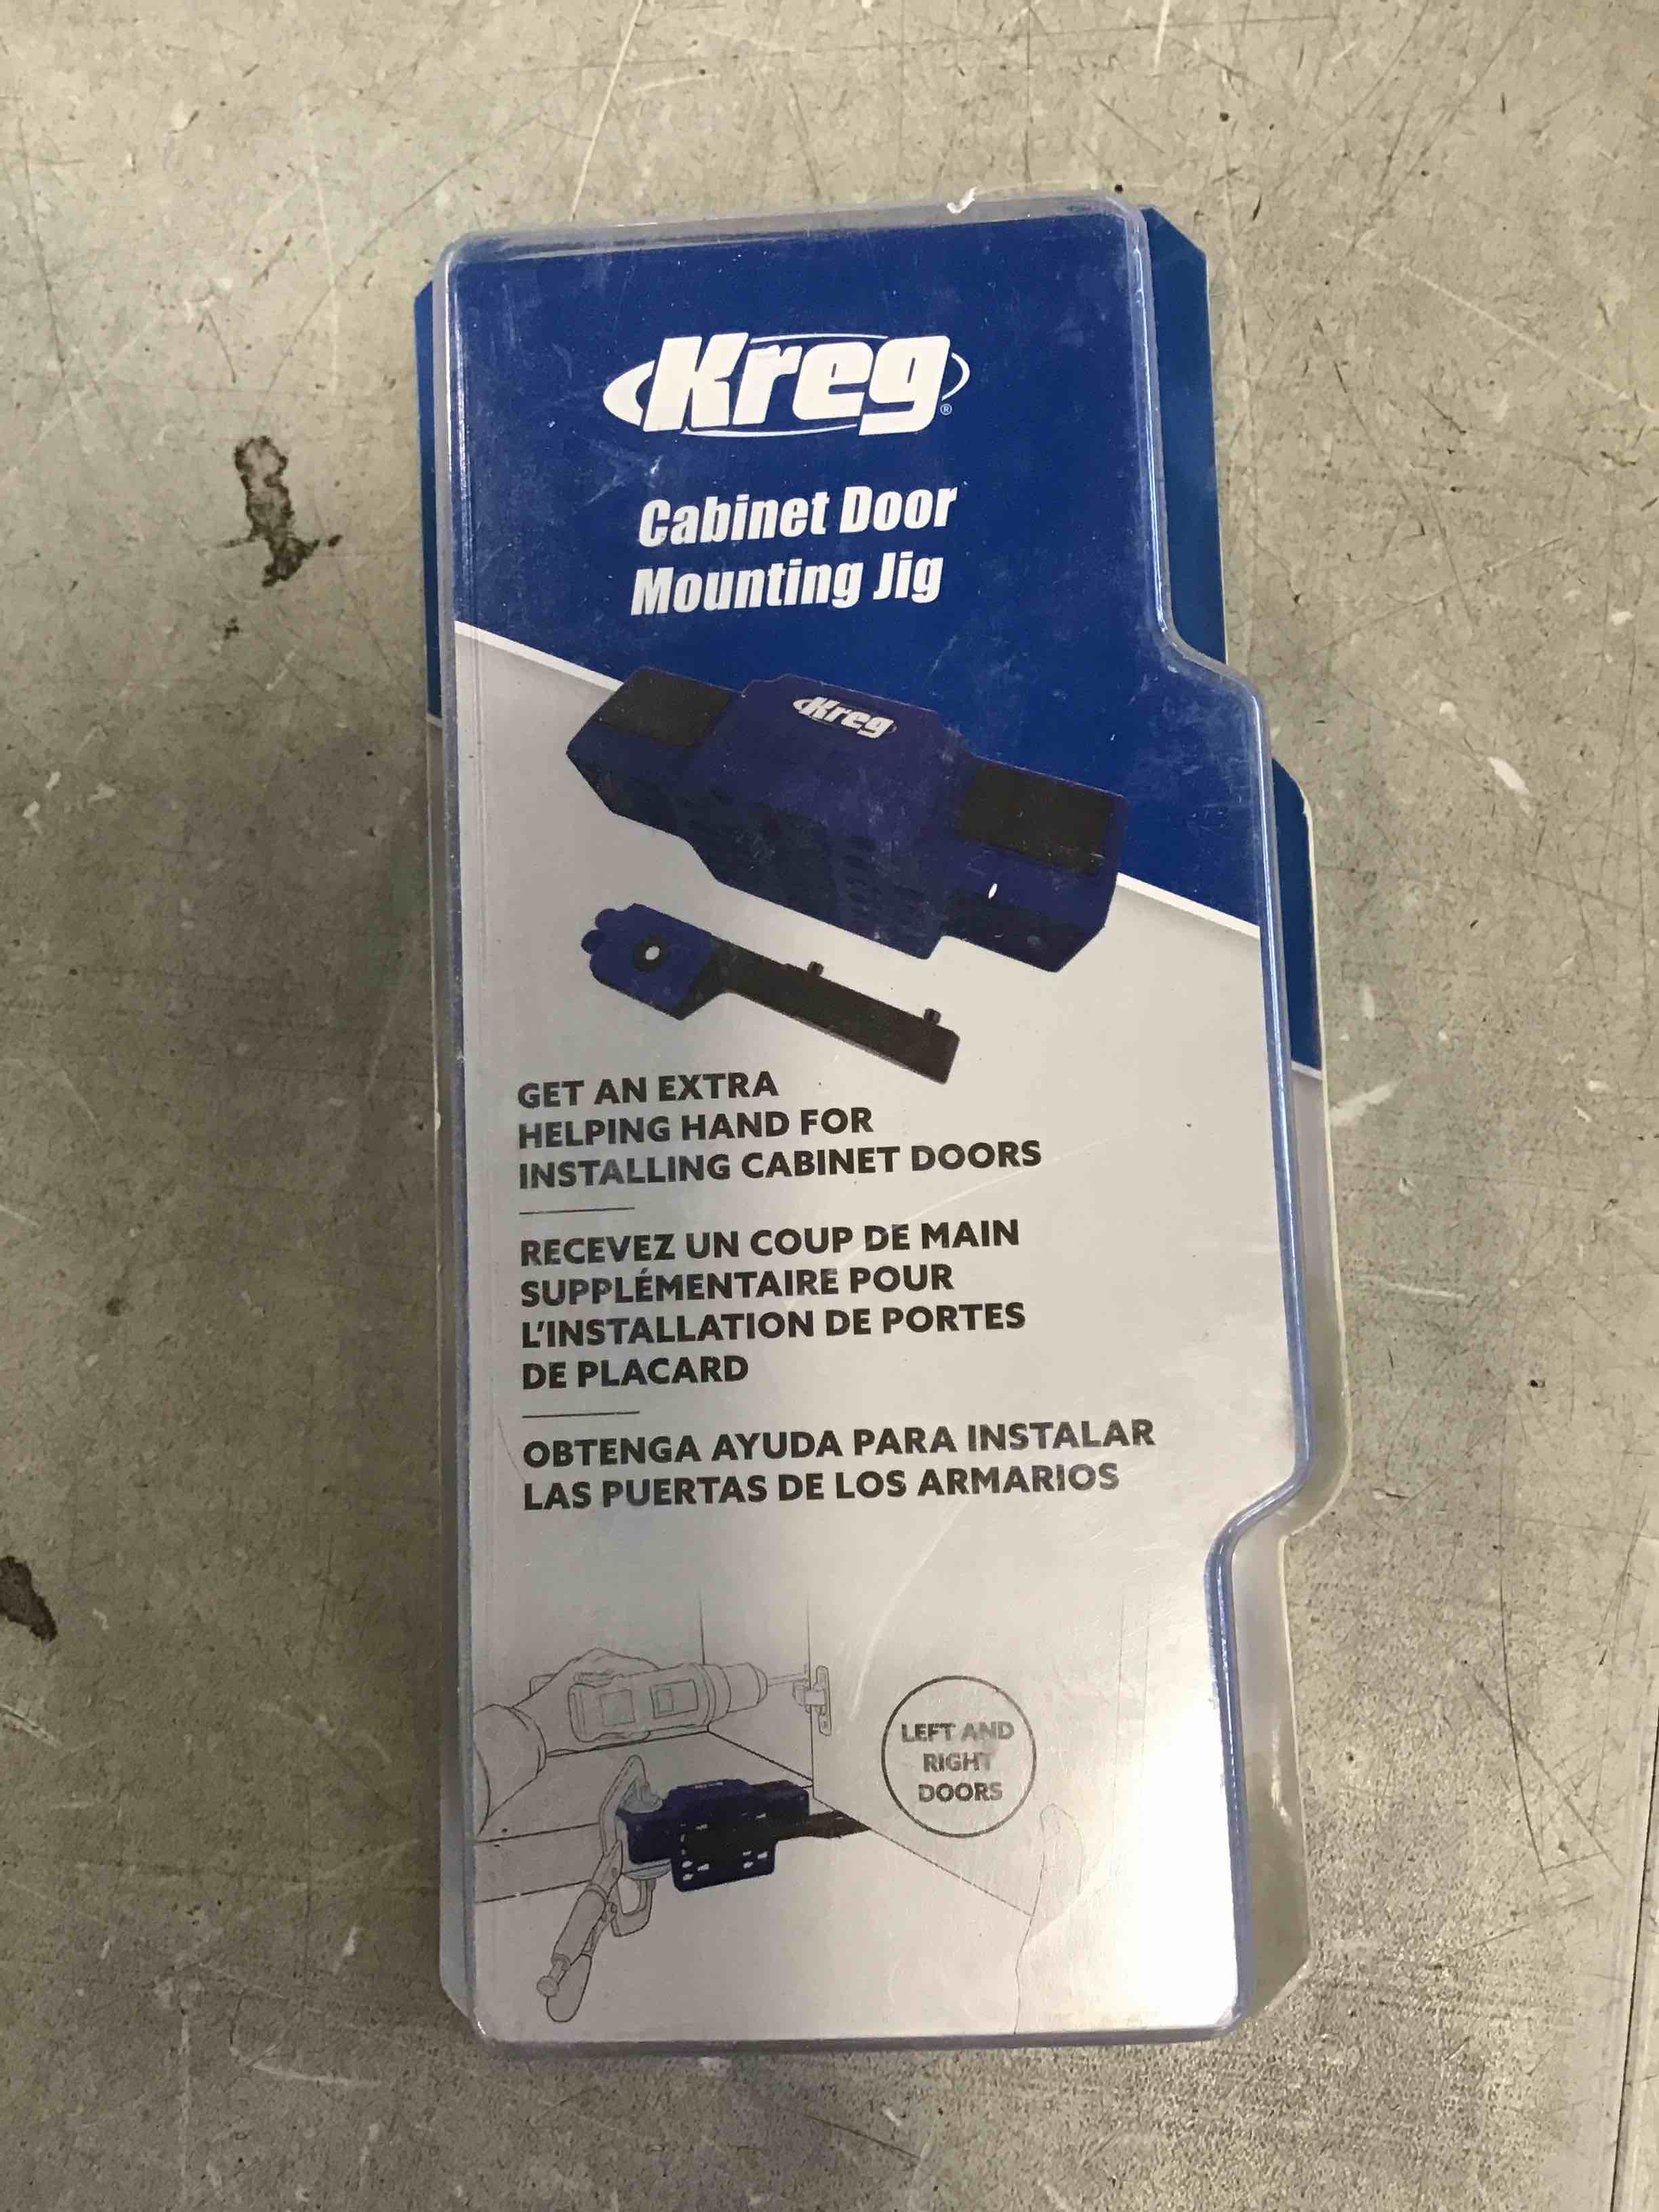 Kreg®
Cabinet Door
Mounting Jig
Kreg
GET AN EXTRA
HELPING HAND FOR
INSTALLING CABINET DOORS
RECEVEZ UN COUP DE MAIN
SUPPLÉMENTAIRE POUR
L'INSTALLATION DE PORTES
DE PLACARD
OBTENGA AYUDA PARA INSTALAR
LAS PUERTAS DE LOS ARMARIOS
LEFT AND
RIGHT
DOORS